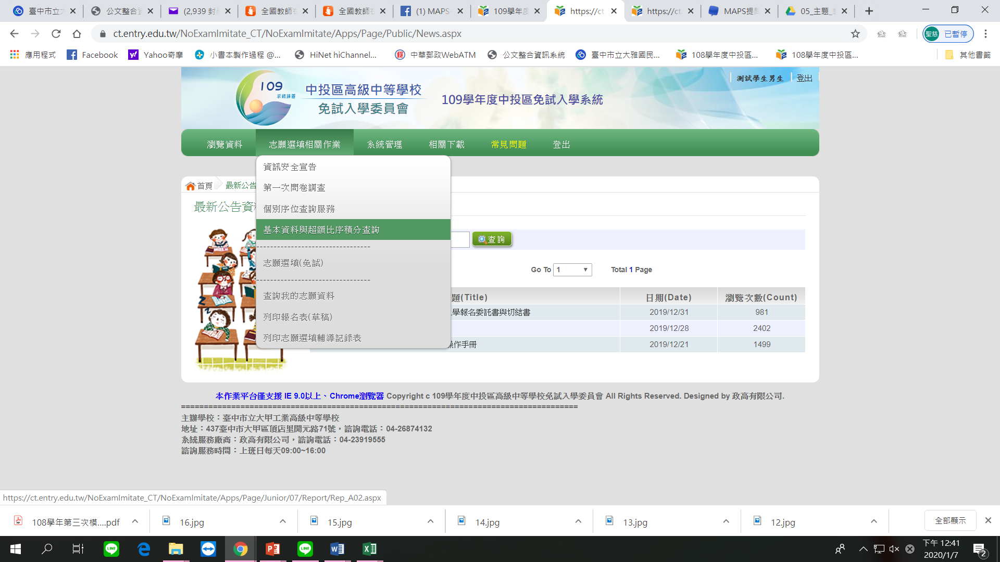 臺中市立大
公文整合資
(2,939 封
全國教師在
全國教師在
(1) MAPS
109學年度
https://ct
https://ct
MAPS提問
05_主題_
ct.entry.edu.tw/NoExamImitate_CT/NoExamImitate/Apps/Page/Public/News.aspx
聖慈 已暫停
應用程式
Facebook
Yahoo奇摩
小書本製作過程 @...
HiNet hiChannel...
中華郵政WebATM
公文整合資訊系統
臺中市立大雅國民...
108學年度中投區...
108學年度中投區...
其他書籤
109
求精臻善
中投區高級中等學校
免試入學委員會
109學年度中投區免試入學系統
測試學生男生
登出
瀏覽資料
志願選填相關作業
系統管理
相關下載
常見問題
登出
資訊安全宣告
第一次問卷調查
個別序位查詢服務
基本資料與超額比序積分查詢
------------------------------
志願選填(免試)
------------------------------
查詢我的志願資料
列印報名表(草稿)
列印志願選填輔導記錄表
首頁
最新公告
最新公告資
查詢
Go To 1
Total 1 Page
題(Title)
日期(Date)
瀏覽次數(Count)
學報名委託書與切結書
2019/12/31
981
2019/12/28
2402
操作手冊
2019/12/21
1499
本作業平台僅支援 IE 9.0以上、Chrome瀏覽器 Copyright c 109學年度中投區高級中等學校免試入學委員會 All Rights Reserved. Designed by 政高有限公司.
=======================================================================================
主辦學校：臺中市立大甲工業高級中等學校
地址：437臺中市大甲區頂店里開元路71號，諮詢電話：04-26874132
系統服務廠商：政高有限公司，諮詢電話：04-23919555
諮詢服務時間：上班日每天09:00~16:00
https://ct.entry.edu.tw/NoExamImitate_CT/NoExamImitate/Apps/Page/Junior/07/Report/Rep_A02.aspx
108學年第三次模....pdf
16.jpg
15.jpg
14.jpg
13.jpg
12.jpg
全部顯示
下午 12:41
2020/1/7
2